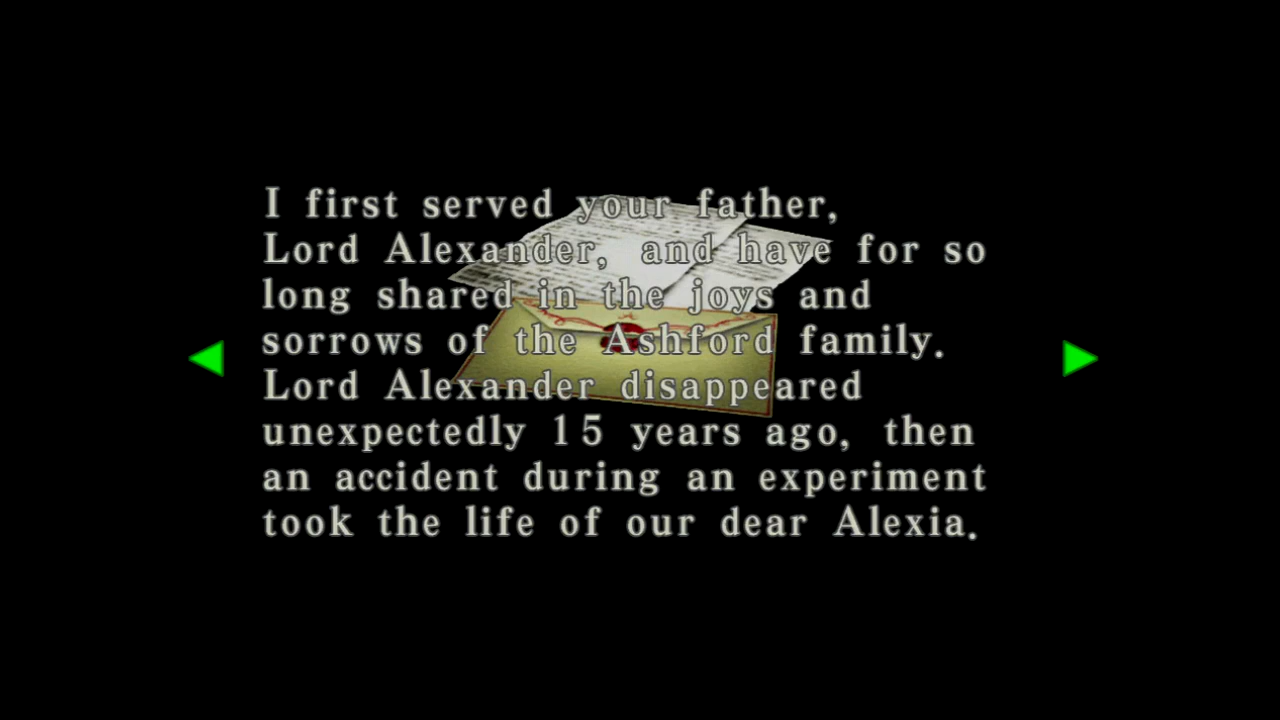 I first served your father,
Lord Alexander, and have for so
long shared in the joys and
sorrows of the Ashford family.
Lord Alexander disappeared
unexpectedly 15 years ago, then
an accident during an experiment
took the life of our dear Alexia.